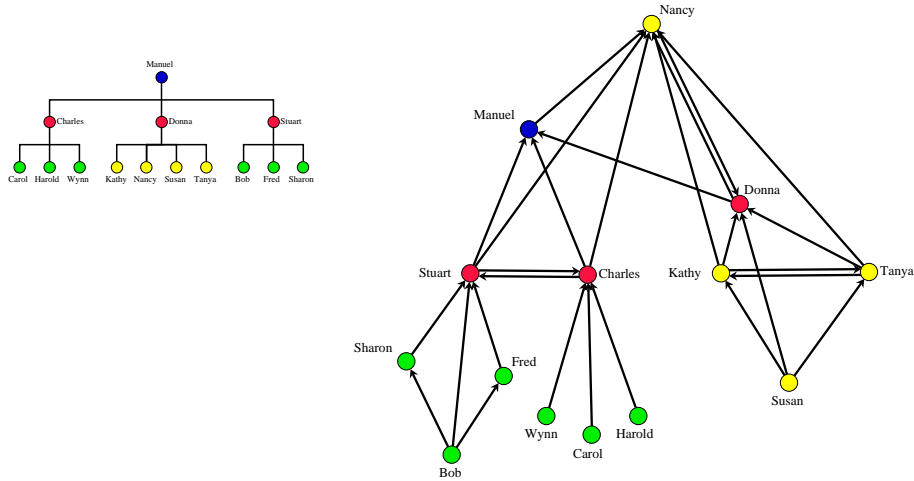 Manuel
Charles
Donna
Stuart
Carol
Harold
Wynn
Kathy
Nancy
Susan
Tanya
Bob
Fred
Sharon
Nancy
Manuel
Donna
Stuart
Charles
Kathy
Tanya
Sharon
Fred
Susan
Wynn
Harold
Carol
Bob